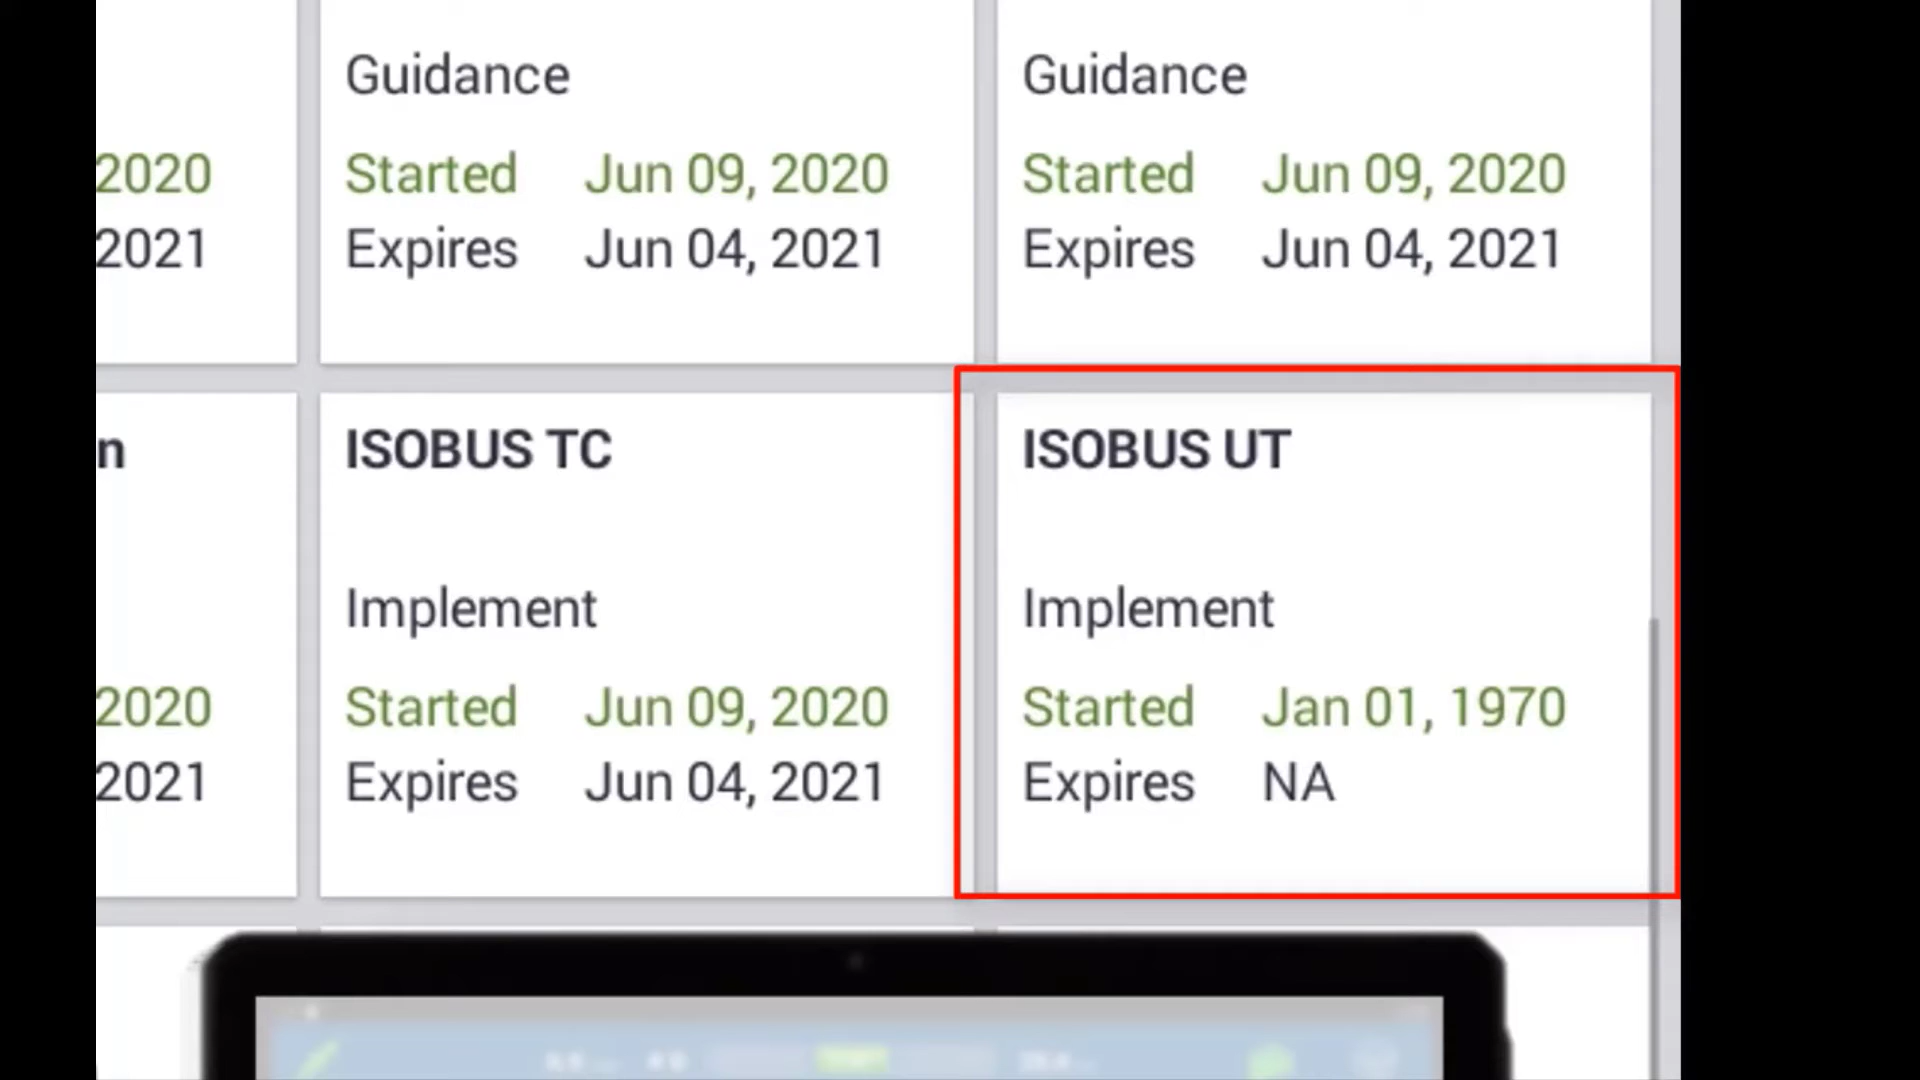 Guidance
Guidance
2020
Started Jun 09, 2020
Started Jun 09, 2020
2021
Expires Jun 04, 2021
Expires Jun 04, 2021
n
ISOBUS TC
ISOBUS UT
Implement
Implement
2020
Started Jun 09, 2020
Started Jan 01, 1970
2021
Expires Jun 04, 2021
Expires NA